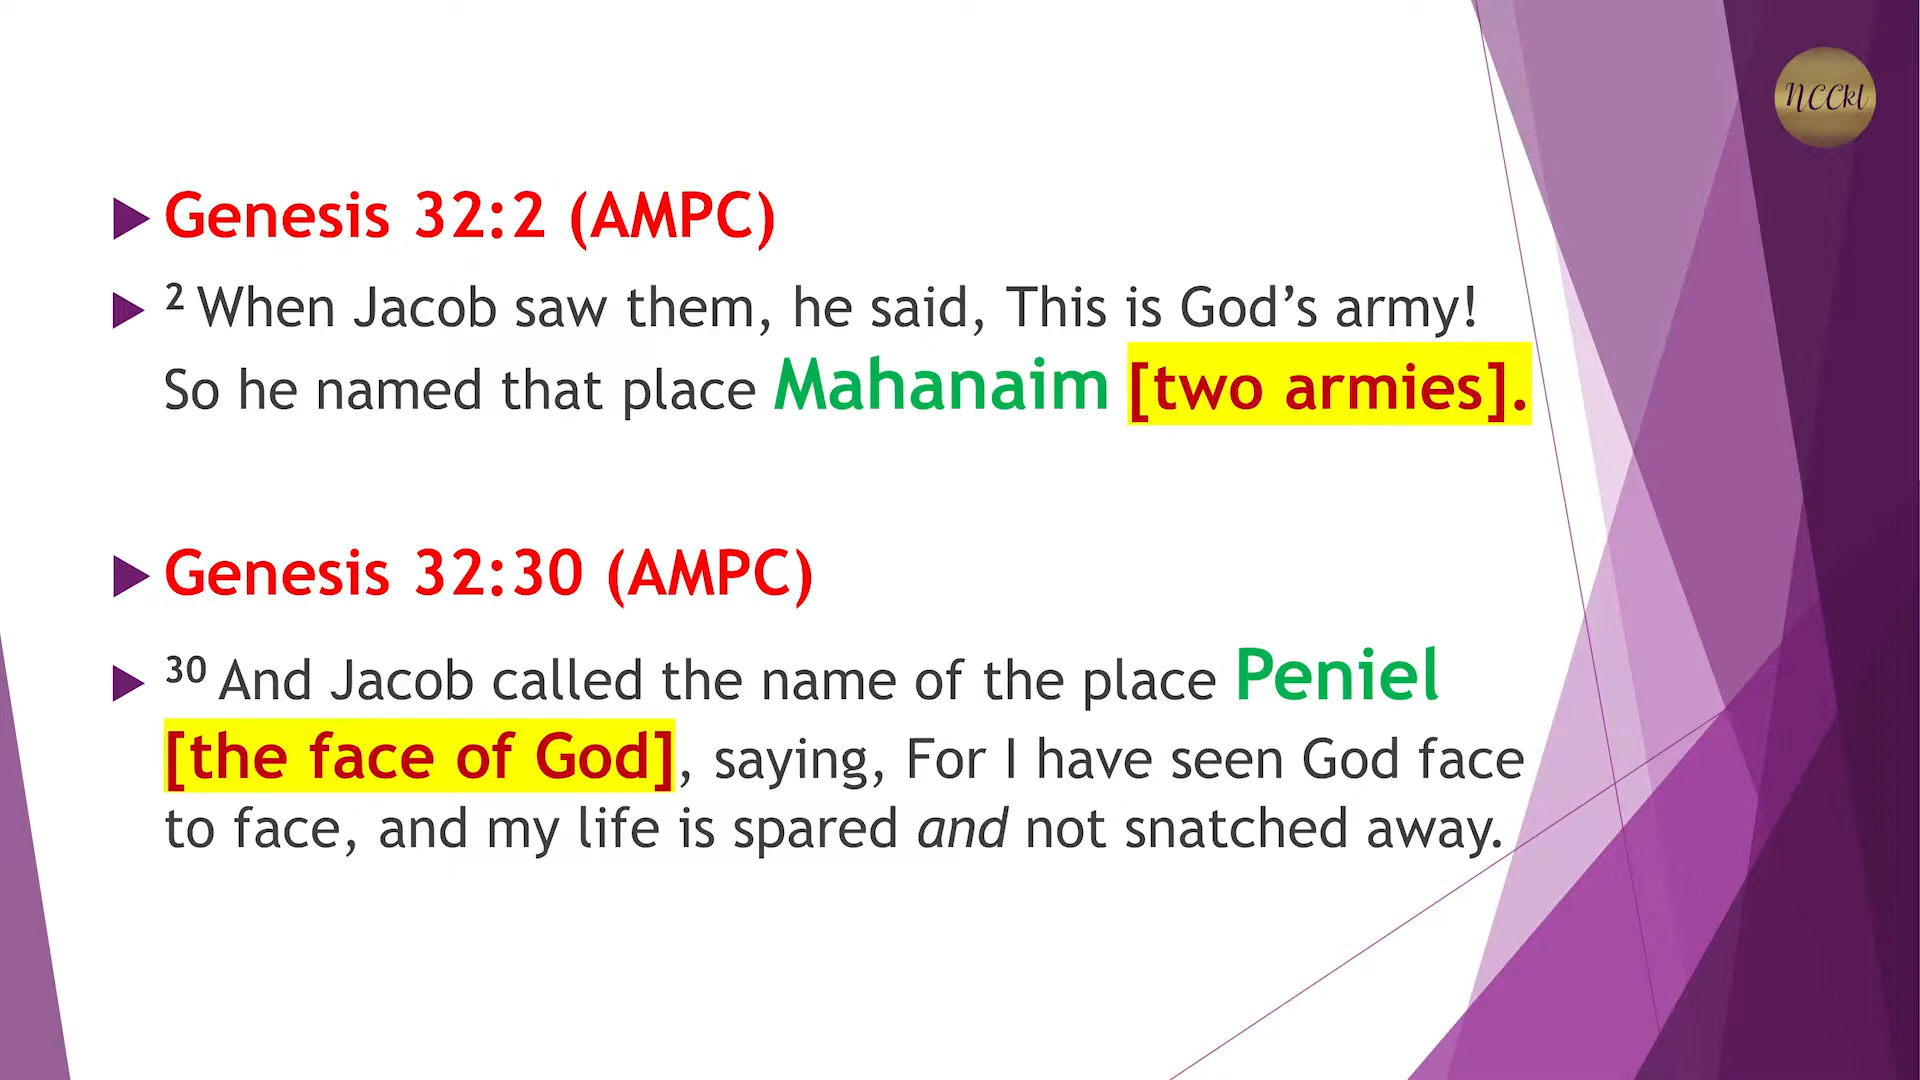 NCCkl
Genesis 32:2 (AMPC)
2 When Jacob saw them, he said, This is God’s army!
So he named that place Mahanaim [two armies].
Genesis 32:30 (AMPC)
30 And Jacob called the name of the place Peniel
[the face of God], saying, For I have seen God face
to face, and my life is spared and not snatched away.